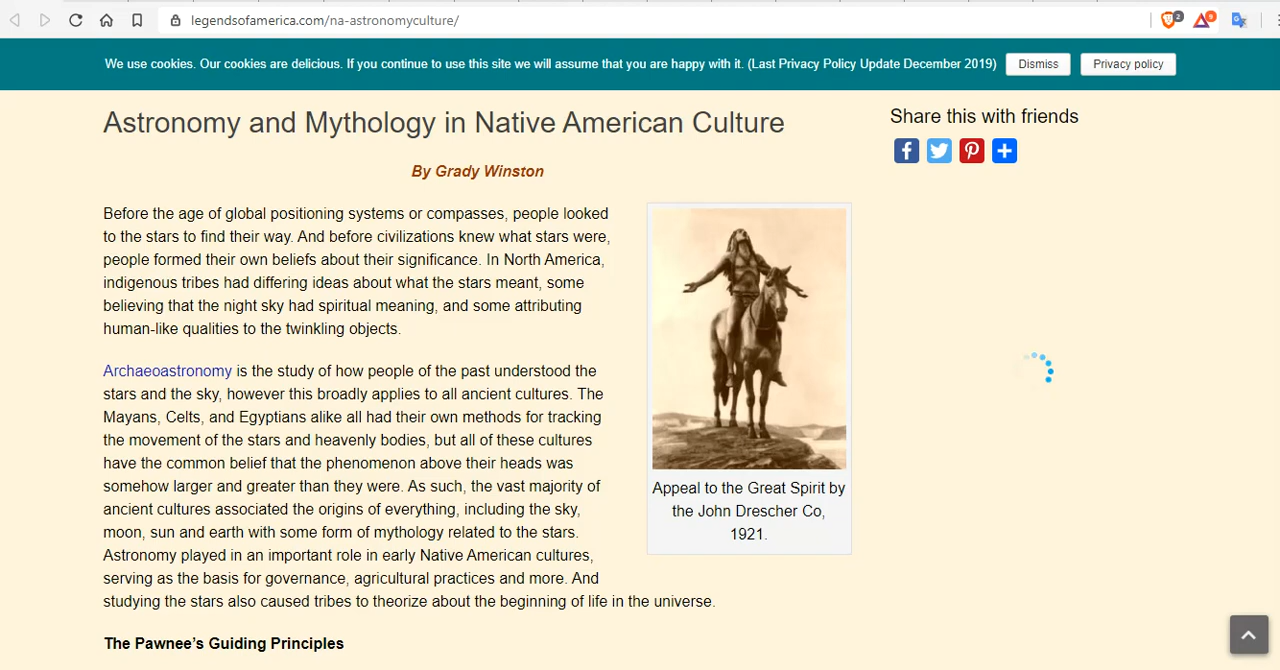 legendsofamerica.com/na-astronomyculture/
We use cookies. Our cookies are delicious. If you continue to use this site we will assume that you are happy with it. (Last Privacy Policy Update December 2019)
Dismiss
Privacy policy
Astronomy and Mythology in Native American Culture
By Grady Winston
Before the age of global positioning systems or compasses, people looked
to the stars to find their way. And before civilizations knew what stars were,
people formed their own beliefs about their significance. In North America,
indigenous tribes had differing ideas about what the stars meant, some
believing that the night sky had spiritual meaning, and some attributing
human-like qualities to the twinkling objects.
Archaeoastronomy is the study of how people of the past understood the
stars and the sky, however this broadly applies to all ancient cultures. The
Mayans, Celts, and Egyptians alike all had their own methods for tracking
the movement of the stars and heavenly bodies, but all of these cultures
have the common belief that the phenomenon above their heads was
somehow larger and greater than they were. As such, the vast majority of
ancient cultures associated the origins of everything, including the sky,
moon, sun and earth with some form of mythology related to the stars.
Astronomy played in an important role in early Native American cultures,
serving as the basis for governance, agricultural practices and more. And
studying the stars also caused tribes to theorize about the beginning of life in the universe.
The Pawnee's Guiding Principles
Appeal to the Great Spirit by
the John Drescher Co,
1921.
Share this with friends